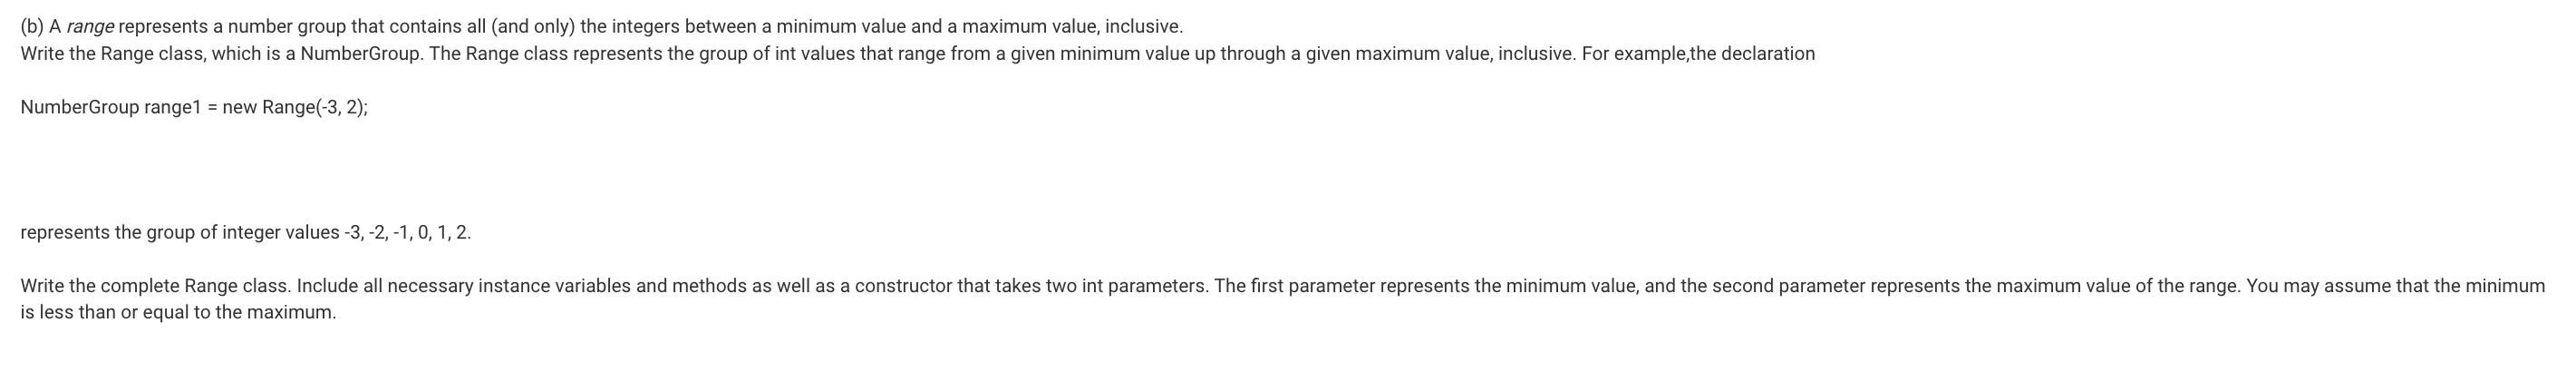 (b) A range represents a number group that contains all (and only) the integers between a minimum value and a maximum value, inclusive.
Write the Range class, which is a NumberGroup. The Range class represents the group of int values that range from a given minimum value up through a given maximum value, inclusive. For example,the declaration
NumberGroup range1 = new Range(-3, 2);
represents the group of integer values -3, -2, -1, 0, 1, 2.
Write the complete Range class. Include all necessary instance variables and methods as well as a constructor that takes two int parameters. The first parameter represents the minimum value, and the second parameter represents the maximum value of the range. You may assume that the minimum
is less than or equal to the maximum.